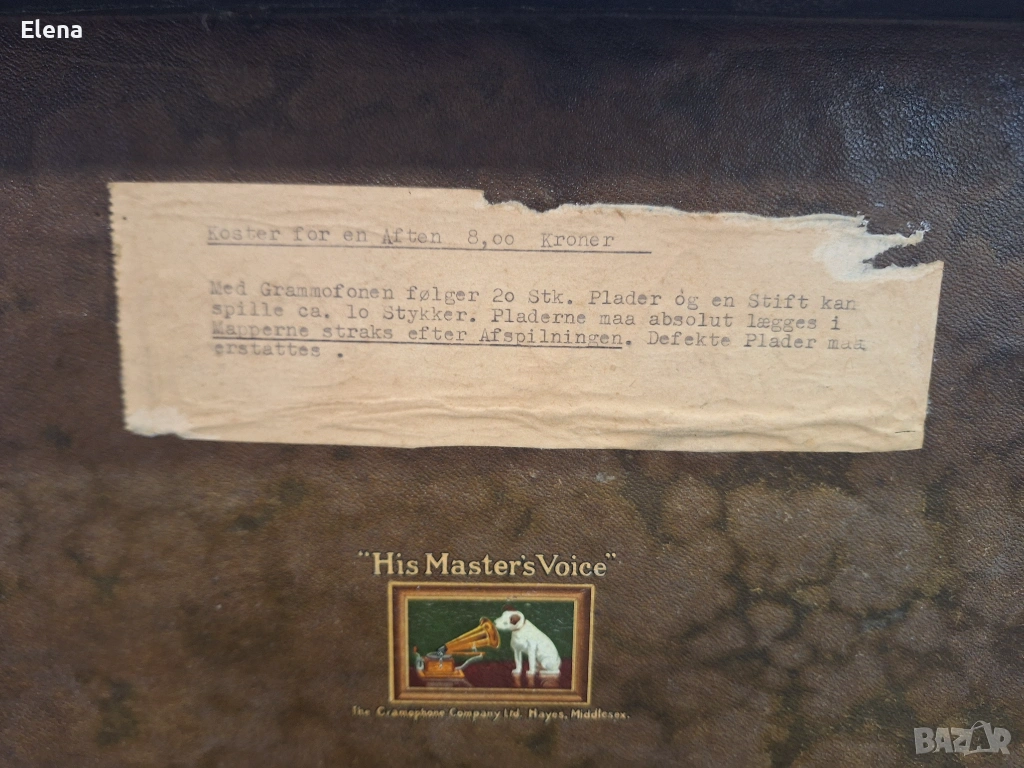 Elena
Koster for en Aften 8,oo Kroner
Med Grammofonen følger 2o Stk. Plader óg en Stift kan
spille ca. lo Stykker. Pladerne maa absolut lægges i
Mapperne straks efter Afspilningen. Defekte Plader maa
erstattes .
"His Master's Voice"
The Gramophone Company Ltd. Hayes, Middlesex.
BAZAR